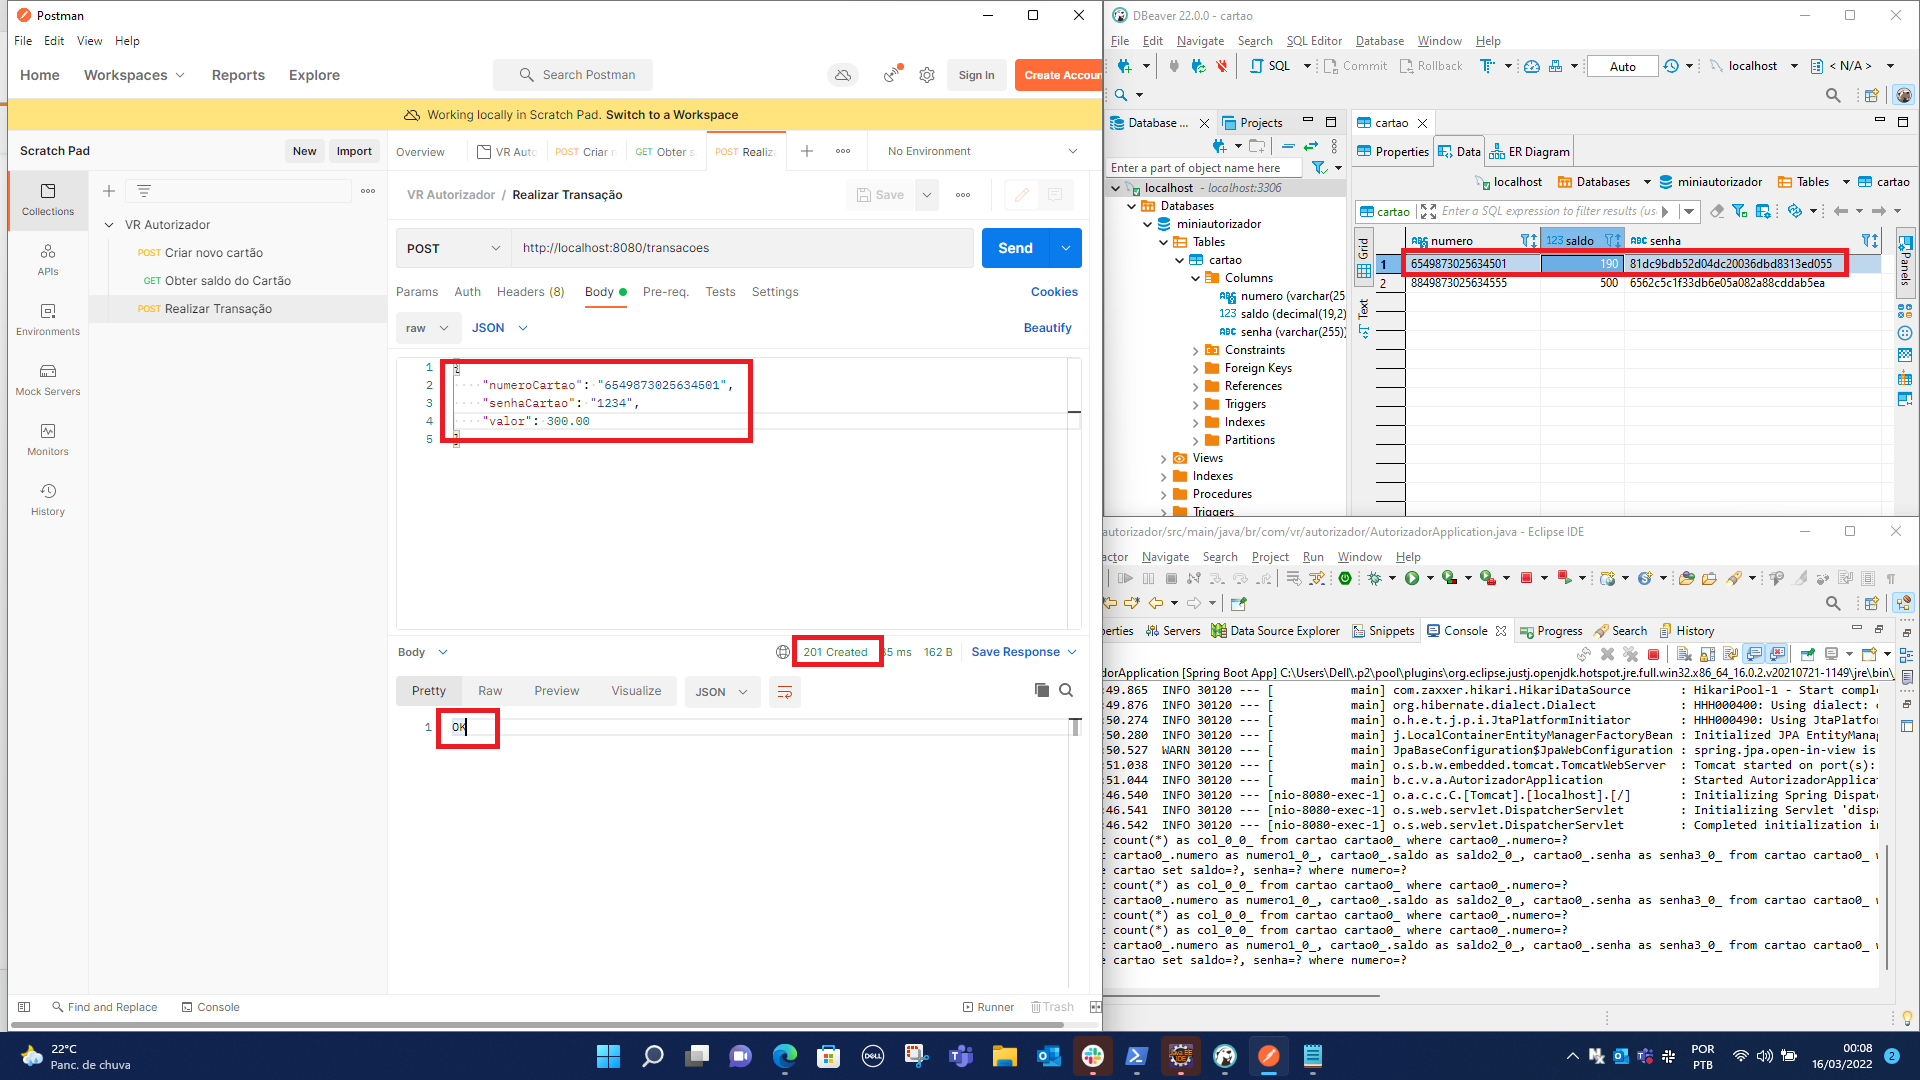 Postman
File Edit View Help
Home Workspaces Reports Explore
Search Postman
Sign In
Create Accoun
Working locally in Scratch Pad. Switch to a Workspace
Scratch Pad
New Import
Overview
VR Auto
POST Criar r
GET Obter s
POST Realiz
No Environment
Collections
APIs
Environments
Mock Servers
Monitors
History
VR Autorizador
POST Criar novo cartão
GET Obter saldo do Cartão
POST Realizar Transação
VR Autorizador / Realizar Transação
Save
POST
http://localhost:8080/transacoes
Send
Params Auth Headers (8) Body Pre-req. Tests Settings
Cookies
raw JSON
Beautify
1 {
2 "numeroCartao": "6549873025634501",
3 "senhaCartao": "1234",
4 "valor": 300.00
5 }
Body
201 Created 35 ms 162 B Save Response
Pretty Raw Preview Visualize JSON
1 OK
Find and Replace Console
Runner Trash
DBeaver 22.0.0 - cartao
File Edit Navigate Search SQL Editor Database Window Help
SQL Commit Rollback Auto localhost < N/A >
Database ... Projects
Enter a part of object name here
localhost - localhost:3306
Databases
miniautorizador
Tables
cartao
Columns
numero (varchar(25
saldo (decimal(19,2)
senha (varchar(255))
Constraints
Foreign Keys
References
Triggers
Indexes
Partitions
Views
Indexes
Procedures
Triggers
cartao
Properties Data ER Diagram
localhost Databases miniautorizador Tables cartao
cartao Enter a SQL expression to filter results (us
Grid
Text
Panels
ABC numero 123 saldo ABC senha
1 6549873025634501 190 81dc9bdb52d04dc20036dbd8313ed055
2 8849873025634555 500 6562c5c1f33db6e05a082a88cddab5ea
autorizador/src/main/java/br/com/vr/autorizador/AutorizadorApplication.java - Eclipse IDE
actor Navigate Search Project Run Window Help
erties Servers Data Source Explorer Snippets Console Progress Search History
dorApplication [Spring Boot App] C:\Users\Dell\.p2\pool\plugins\org.eclipse.justj.openjdk.hotspot.jre.full.win32.x86_64_16.0.2.v20210721-1149\jre\bin\
:49.865 INFO 30120 --- [ main] com.zaxxer.hikari.HikariDataSource : HikariPool-1 - Start compl
:49.876 INFO 30120 --- [ main] org.hibernate.dialect.Dialect : HHH000400: Using dialect: o
:50.274 INFO 30120 --- [ main] o.h.e.t.j.p.i.JtaPlatformInitiator : HHH000490: Using JtaPlatfor
:50.280 INFO 30120 --- [ main] j.LocalContainerEntityManagerFactoryBean : Initialized JPA EntityManag
:50.527 WARN 30120 --- [ main] JpaBaseConfiguration$JpaWebConfiguration : spring.jpa.open-in-view is
:51.038 INFO 30120 --- [ main] o.s.b.w.embedded.tomcat.TomcatWebServer : Tomcat started on port(s):
:51.044 INFO 30120 --- [ main] b.c.v.a.AutorizadorApplication : Started AutorizadorApplicat
:46.540 INFO 30120 --- [nio-8080-exec-1] o.a.c.c.C.[Tomcat].[localhost].[/] : Initializing Spring Dispat
:46.541 INFO 30120 --- [nio-8080-exec-1] o.s.web.servlet.DispatcherServlet : Initializing Servlet 'dispa
:46.542 INFO 30120 --- [nio-8080-exec-1] o.s.web.servlet.DispatcherServlet : Completed initialization in
t count(*) as col_0_0_ from cartao cartao0_ where cartao0_.numero=?
t cartao0_.numero as numero1_0_, cartao0_.saldo as saldo2_0_, cartao0_.senha as senha3_0_ from cartao cartao0_ w
e cartao set saldo=?, senha=? where numero=?
t count(*) as col_0_0_ from cartao cartao0_ where cartao0_.numero=?
t cartao0_.numero as numero1_0_, cartao0_.saldo as saldo2_0_, cartao0_.senha as senha3_0_ from cartao cartao0_ w
t count(*) as col_0_0_ from cartao cartao0_ where cartao0_.numero=?
t count(*) as col_0_0_ from cartao cartao0_ where cartao0_.numero=?
t cartao0_.numero as numero1_0_, cartao0_.saldo as saldo2_0_, cartao0_.senha as senha3_0_ from cartao cartao0_ w
e cartao set saldo=?, senha=? where numero=?
22°C
Panc. de chuva
DELL
POR
PTB
00:08
16/03/2022
2